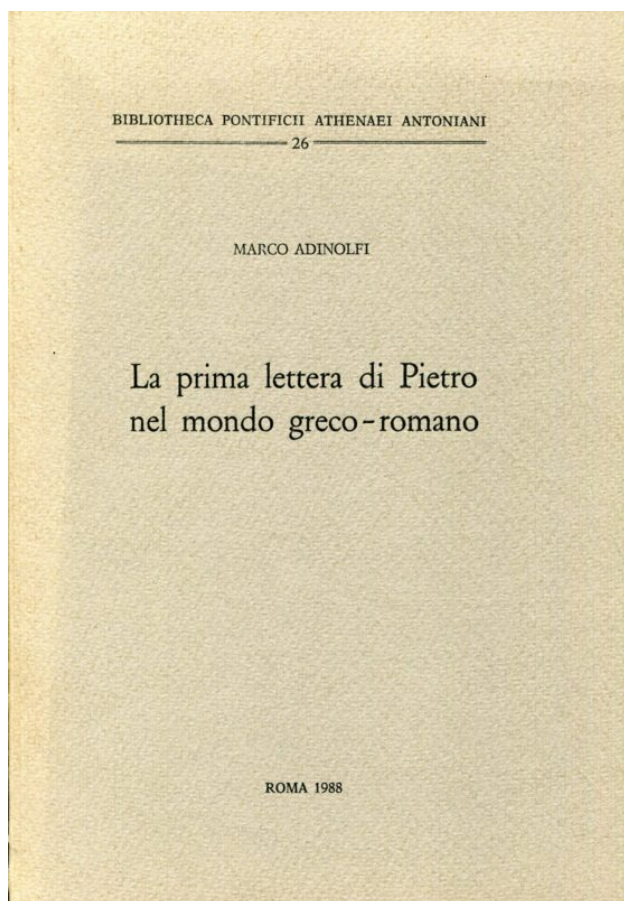 BIBLIOTHECA PONTIFICII ATHENAEI ANTONIANI
26
MARCO ADINOLFI
La prima lettera di Pietro
nel mondo greco-romano
ROMA 1988